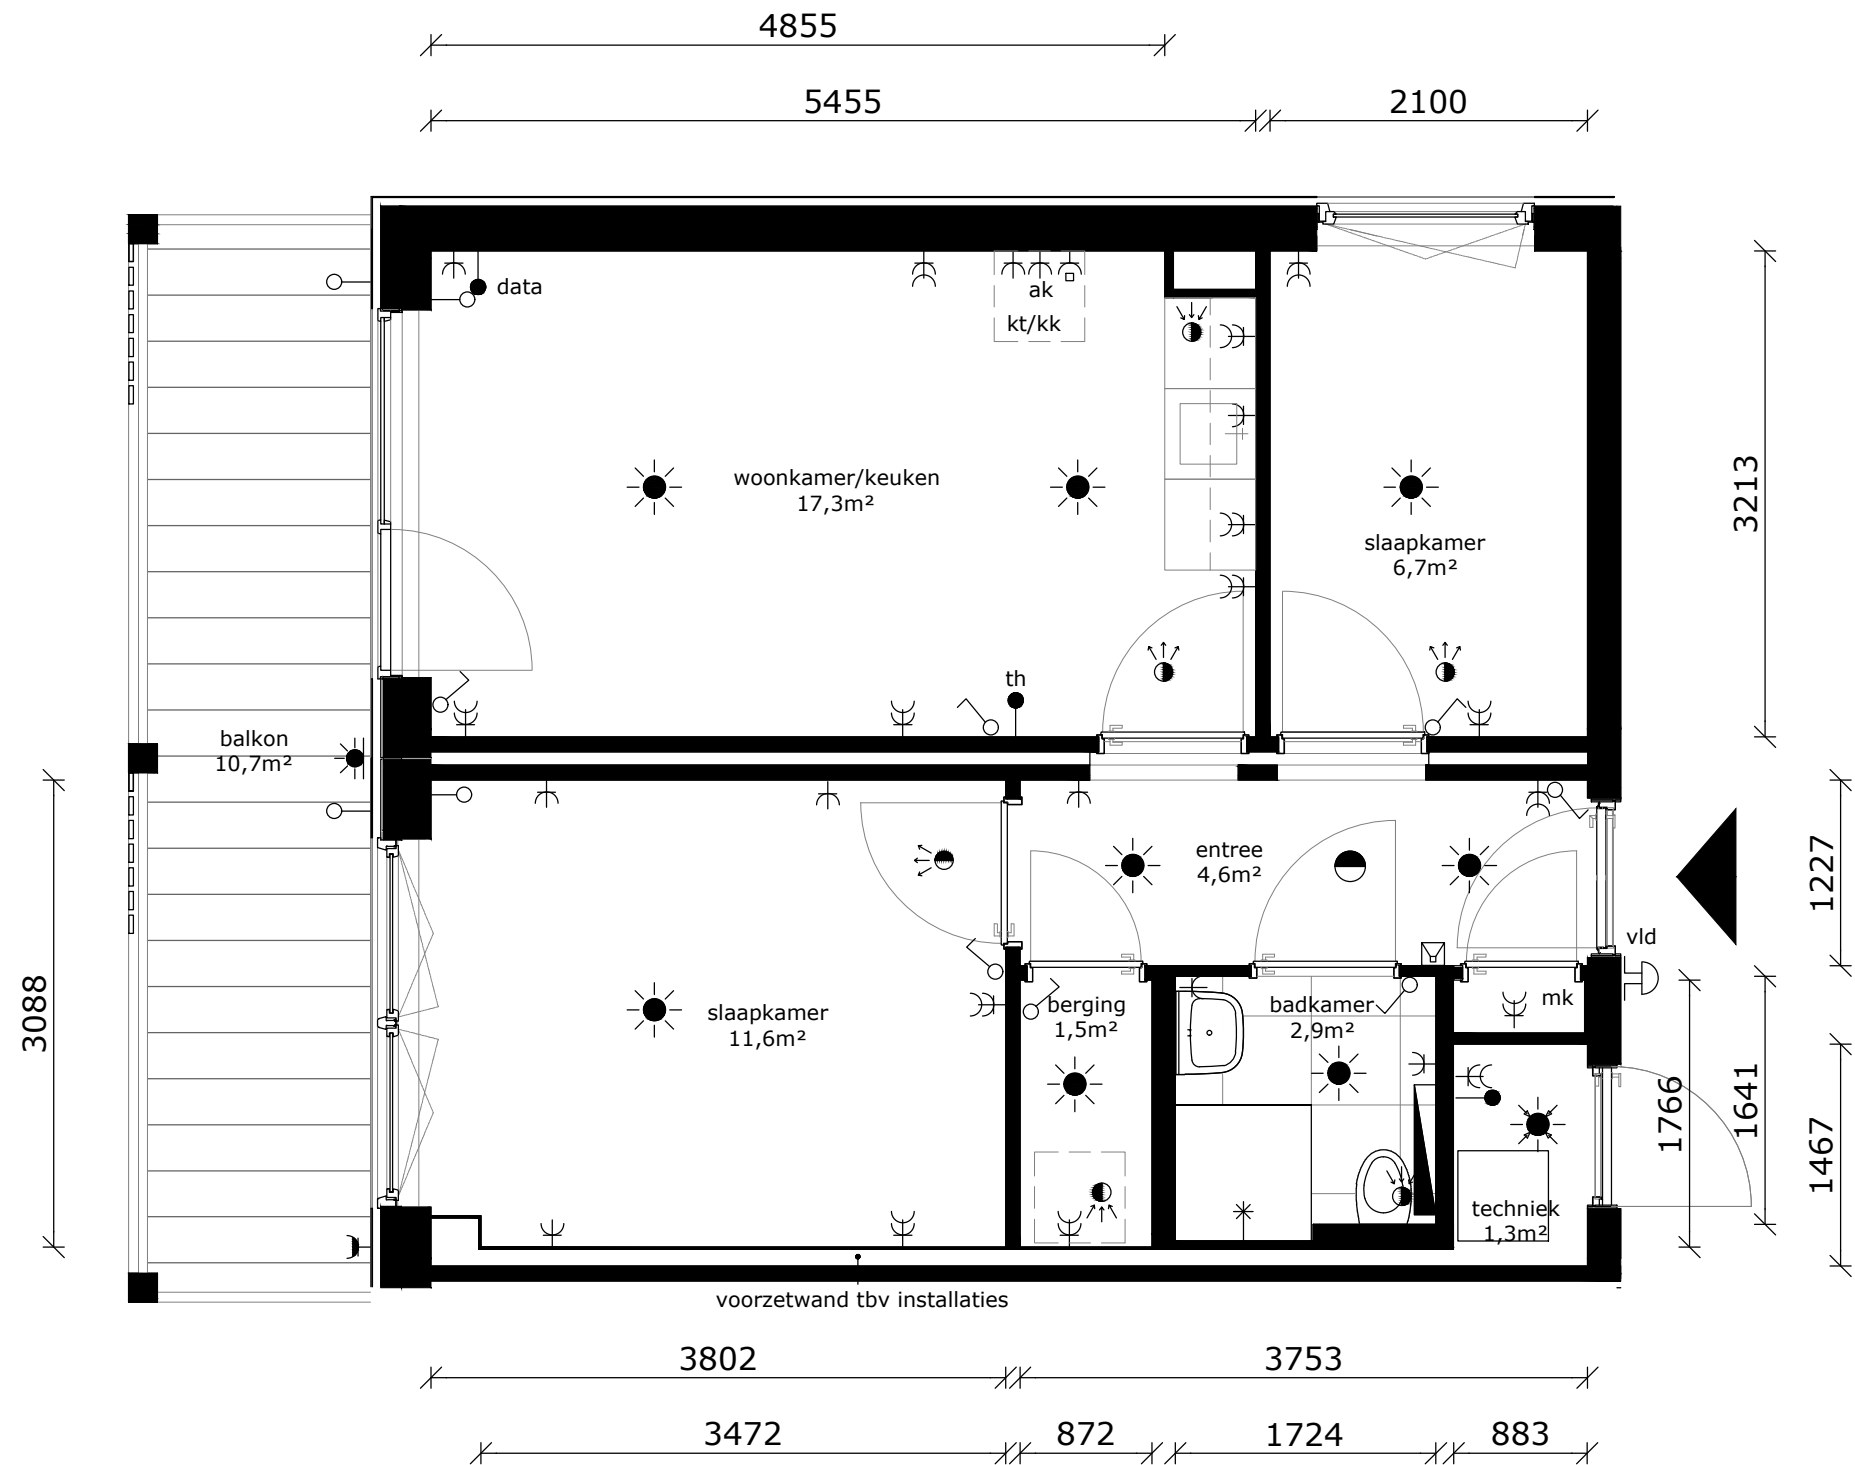 4855
5455
2100
data
ak
kt/kk
woonkamer/keuken
17,3m²
slaapkamer
6,7m²
3213
th
balkon
10,7m²
entree
4,6m²
1227
vld
3088
slaapkamer
11,6m²
berging
1,5m²
badkamer
2,9m²
mk
1766
1641
1467
techniek
1,3m²
voorzetwand tbv installaties
3802
3753
3472
872
1724
883